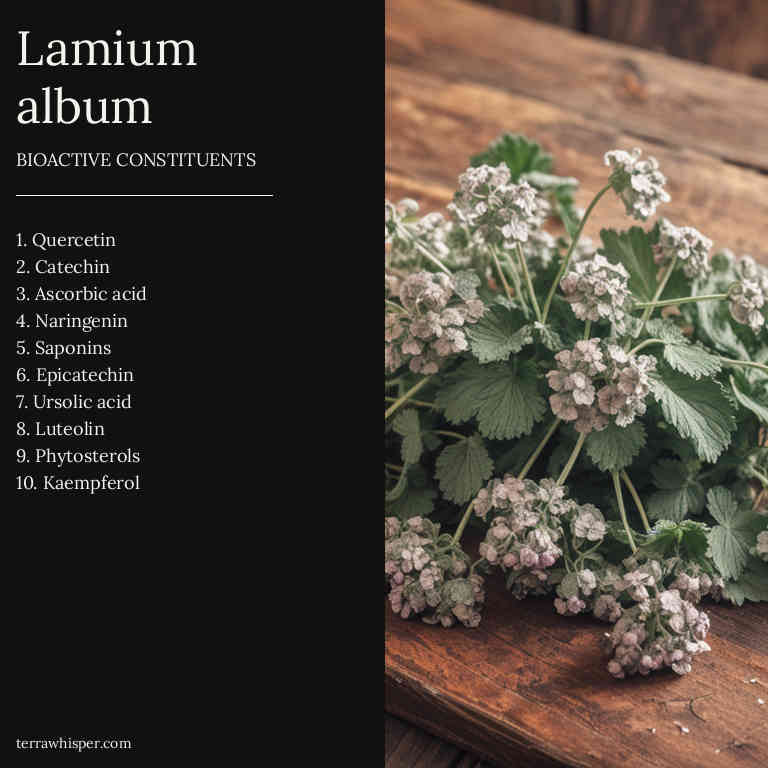 Lamium
album
BIOACTIVE CONSTITUENTS
1. Quercetin
2. Catechin
3. Ascorbic acid
4. Naringenin
5. Saponins
6. Epicatechin
7. Ursolic acid
8. Luteolin
9. Phytosterols
10. Kaempferol
terrawhisper.com